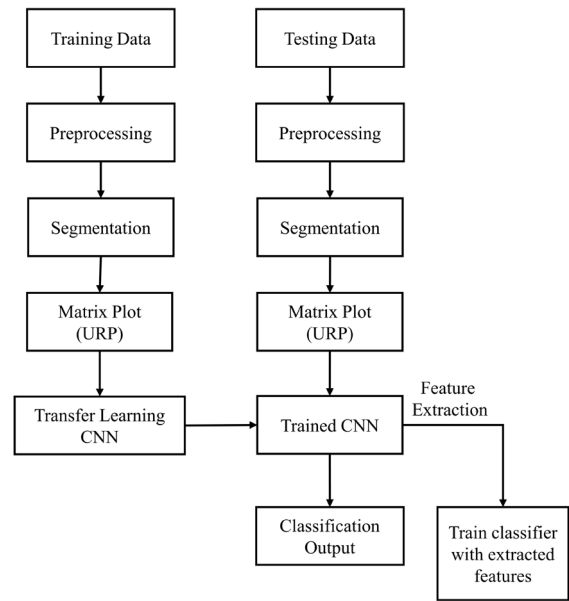 Training Data
Testing Data
Preprocessing
Preprocessing
Segmentation
Segmentation
Matrix Plot
(URP)
Matrix Plot
(URP)
Transfer Learning
CNN
Trained CNN
Feature
Extraction
Classification
Output
Train classifier
with extracted
features